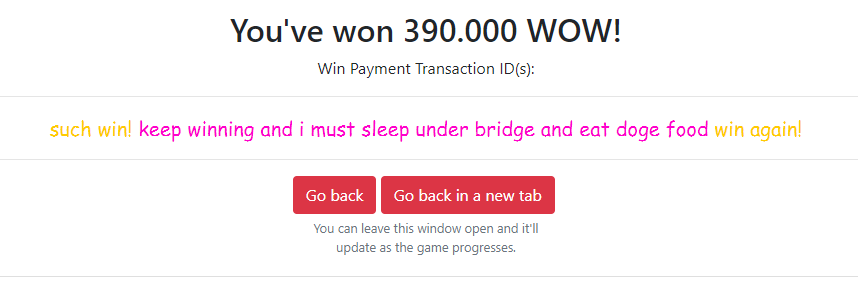 You've won 390.000 WOW!
Win Payment Transaction ID(s):
such win! keep winning and i must sleep under bridge and eat doge food win again!
Go back Go back in a new tab
You can leave this window open and it'll
update as the game progresses.